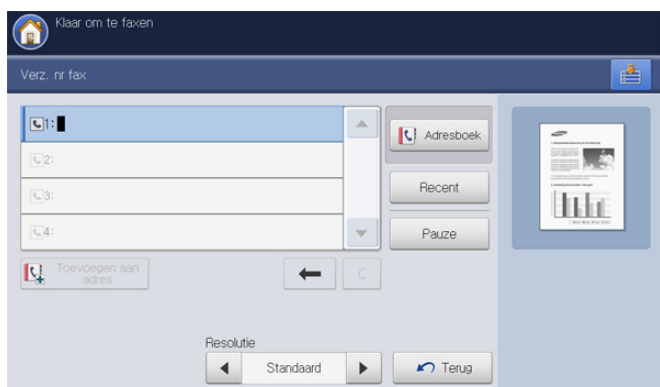 Klaar om te faxen
Verz. nr fax
1:
Adresboek
2:
3:
Recent
4:
Pauze
Toevoegen aan
adres
C
Resolutie
Standaard
Terug